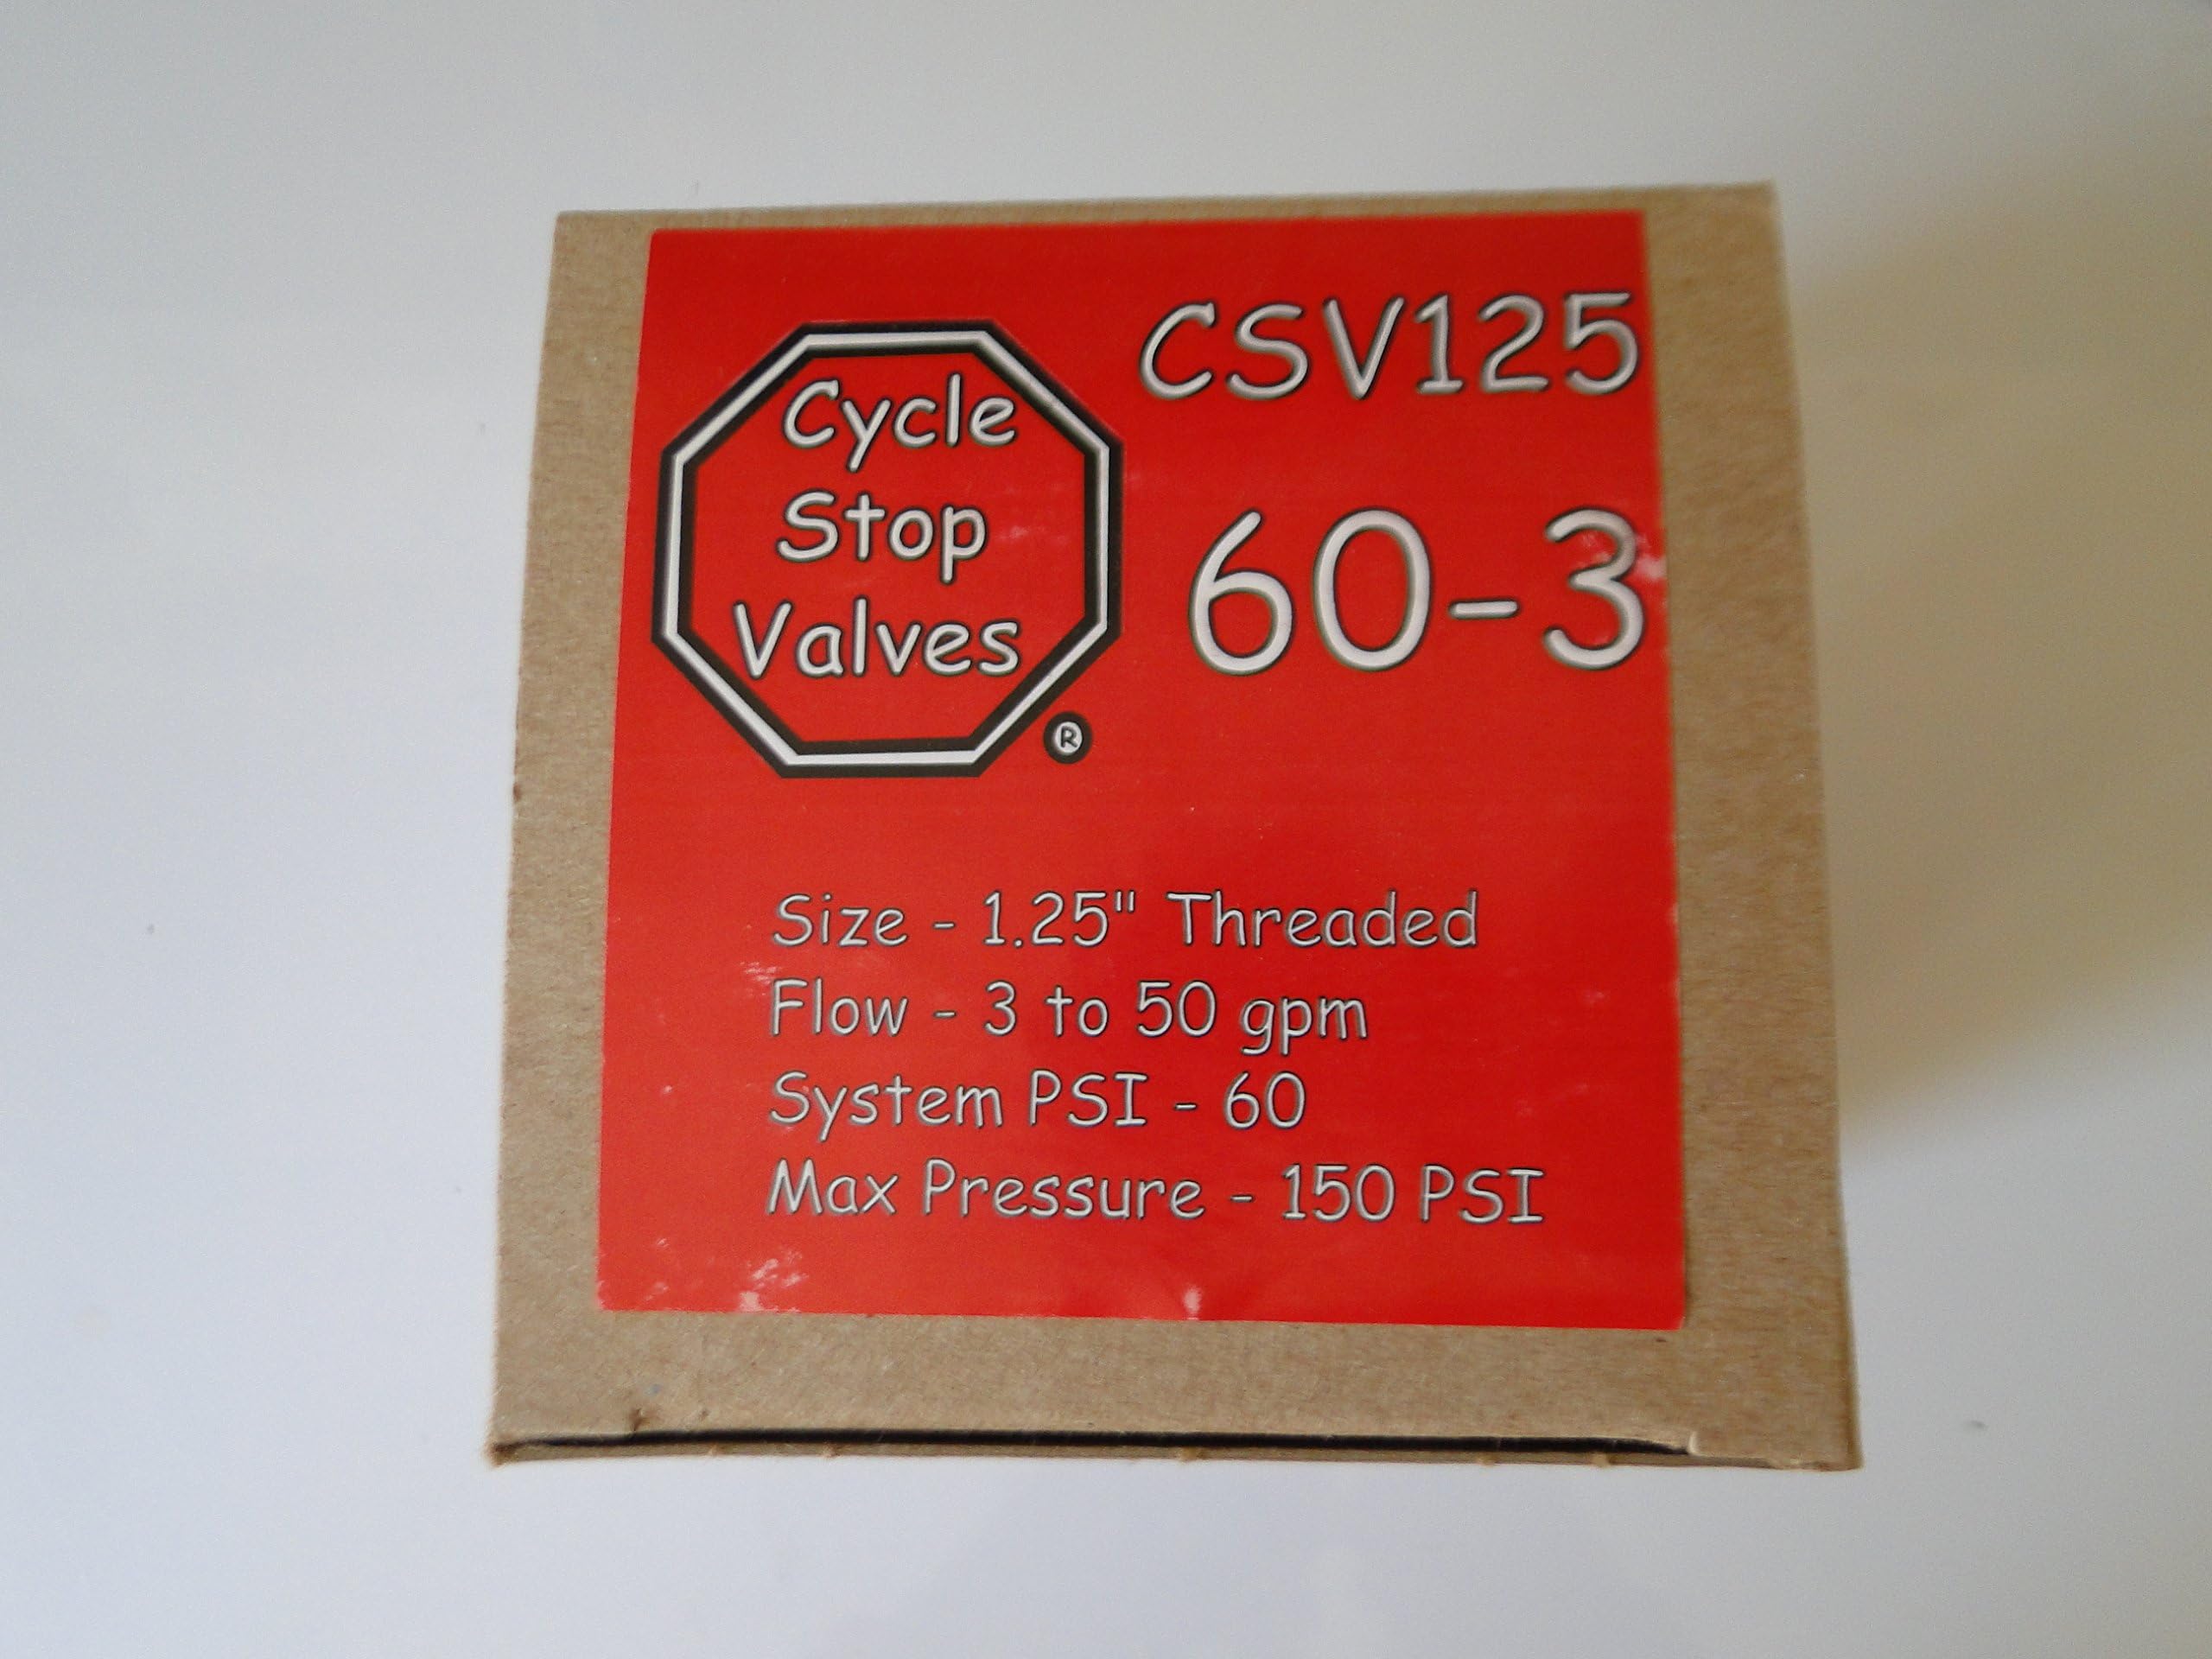 CSV125
60-3
Cycle
Stop
Valves
®
Size - 1.25" Threaded
Flow - 3 to 50 gpm
System PSI - 60
Max Pressure - 150 PSI